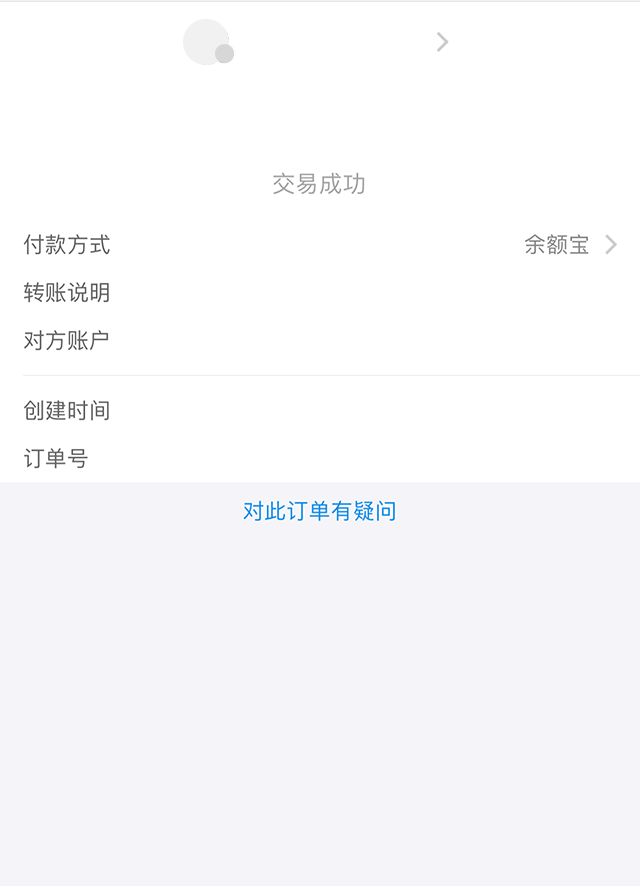 交易成功
付款方式 余额宝
转账说明
对方账户
创建时间
订单号
对此订单有疑问